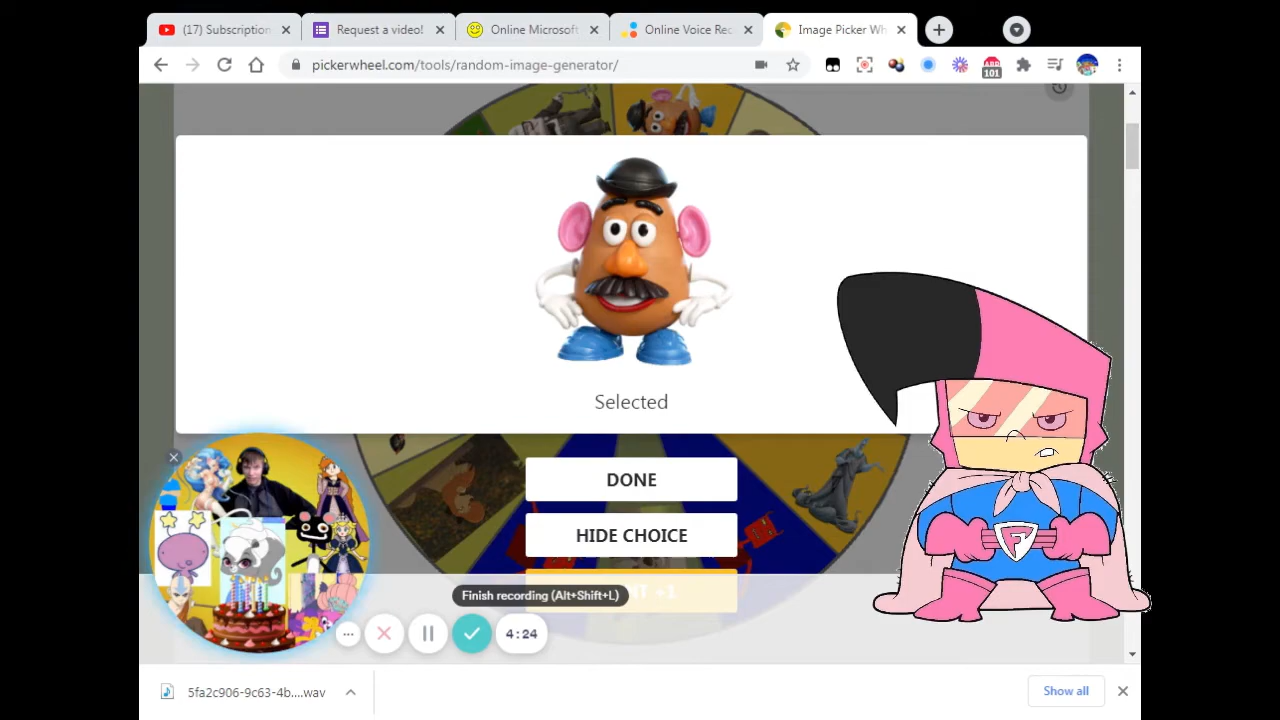 (17) Subscription
Request a video!
Online Microsoft
Online Voice Rec
Image Picker Wh
pickerwheel.com/tools/random-image-generator/
101
Selected
DONE
HIDE CHOICE
Finish recording (Alt+Shift+L)
4:24
F
5fa2c906-9c63-4b....wav
Show all